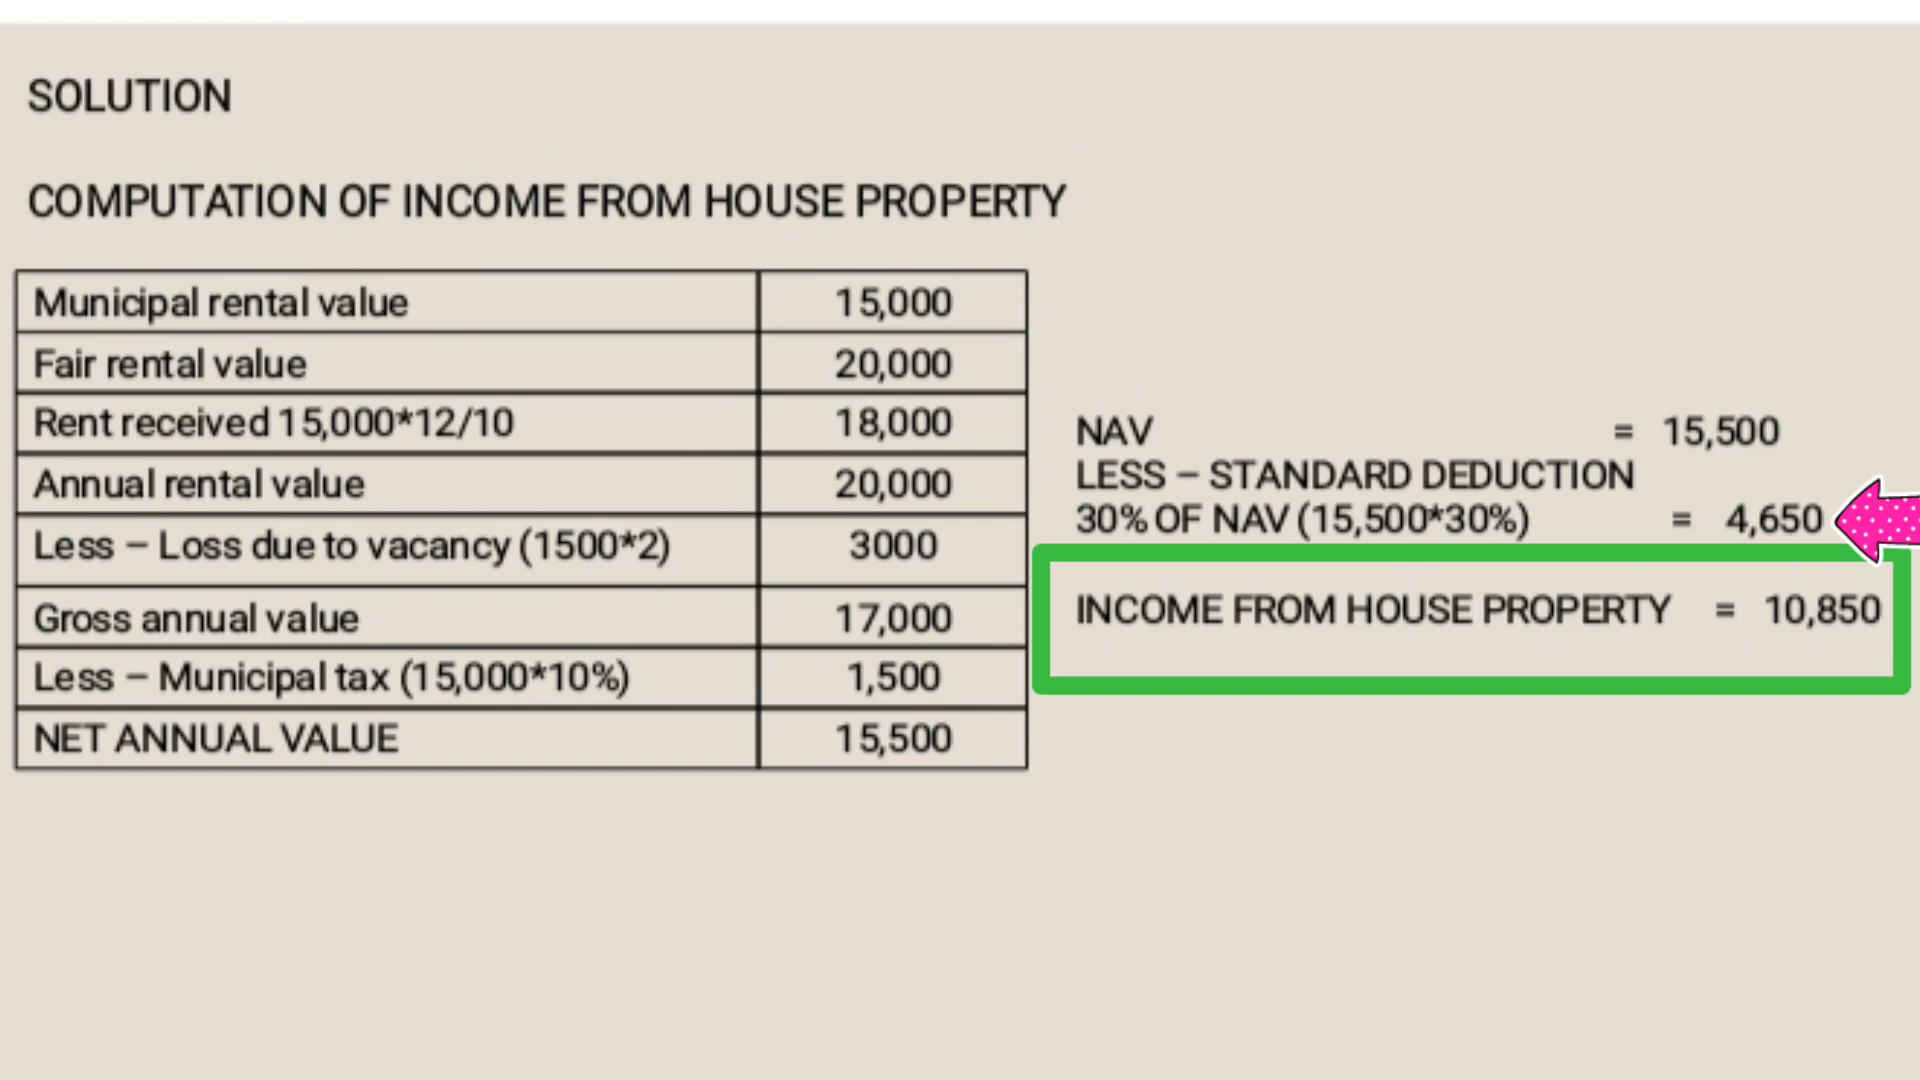 SOLUTION
COMPUTATION OF INCOME FROM HOUSE PROPERTY
Municipal rental value 15,000
Fair rental value 20,000
Rent received 15,000*12/10 18,000
Annual rental value 20,000
Less – Loss due to vacancy (1500*2) 3000
Gross annual value 17,000
Less – Municipal tax (15,000*10%) 1,500
NET ANNUAL VALUE 15,500
NAV = 15,500
LESS – STANDARD DEDUCTION
30% OF NAV (15,500*30%) = 4,650
INCOME FROM HOUSE PROPERTY = 10,850